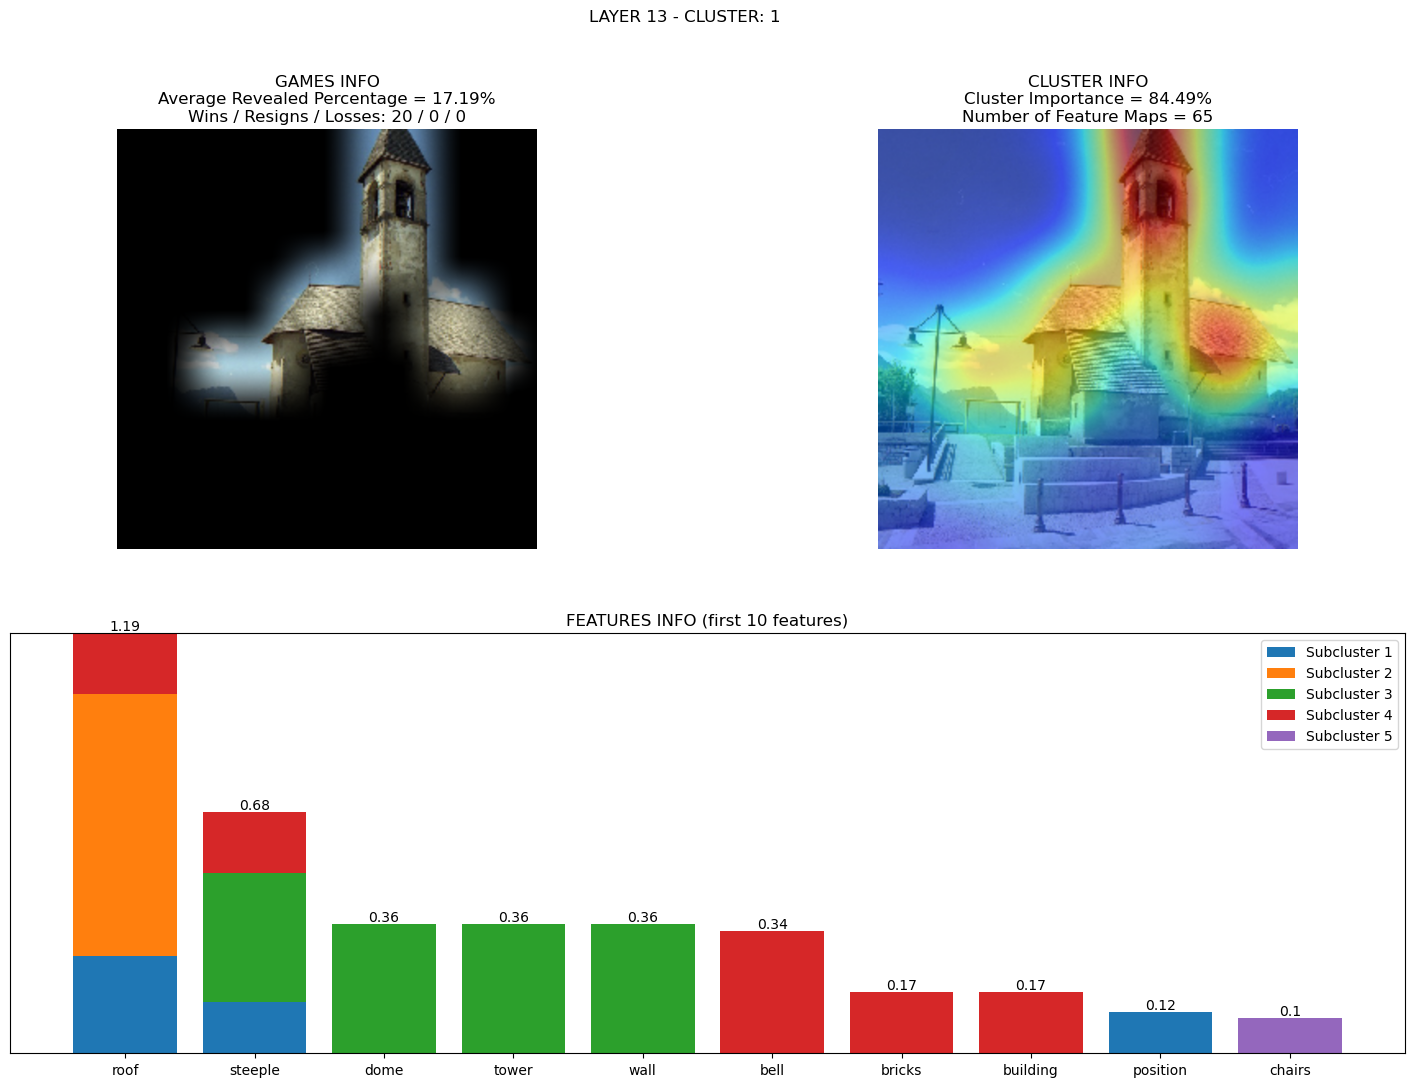 LAYER 13 - CLUSTER: 1
GAMES INFO
Average Revealed Percentage = 17.19%
Wins / Resigns / Losses: 20 / 0 / 0
CLUSTER INFO
Cluster Importance = 84.49%
Number of Feature Maps = 65
FEATURES INFO (first 10 features)
1.19
0.68
0.36
0.36
0.36
0.34
0.17
0.17
0.12
0.1
Subcluster 1
Subcluster 2
Subcluster 3
Subcluster 4
Subcluster 5
roof steeple dome tower wall bell bricks building position chairs